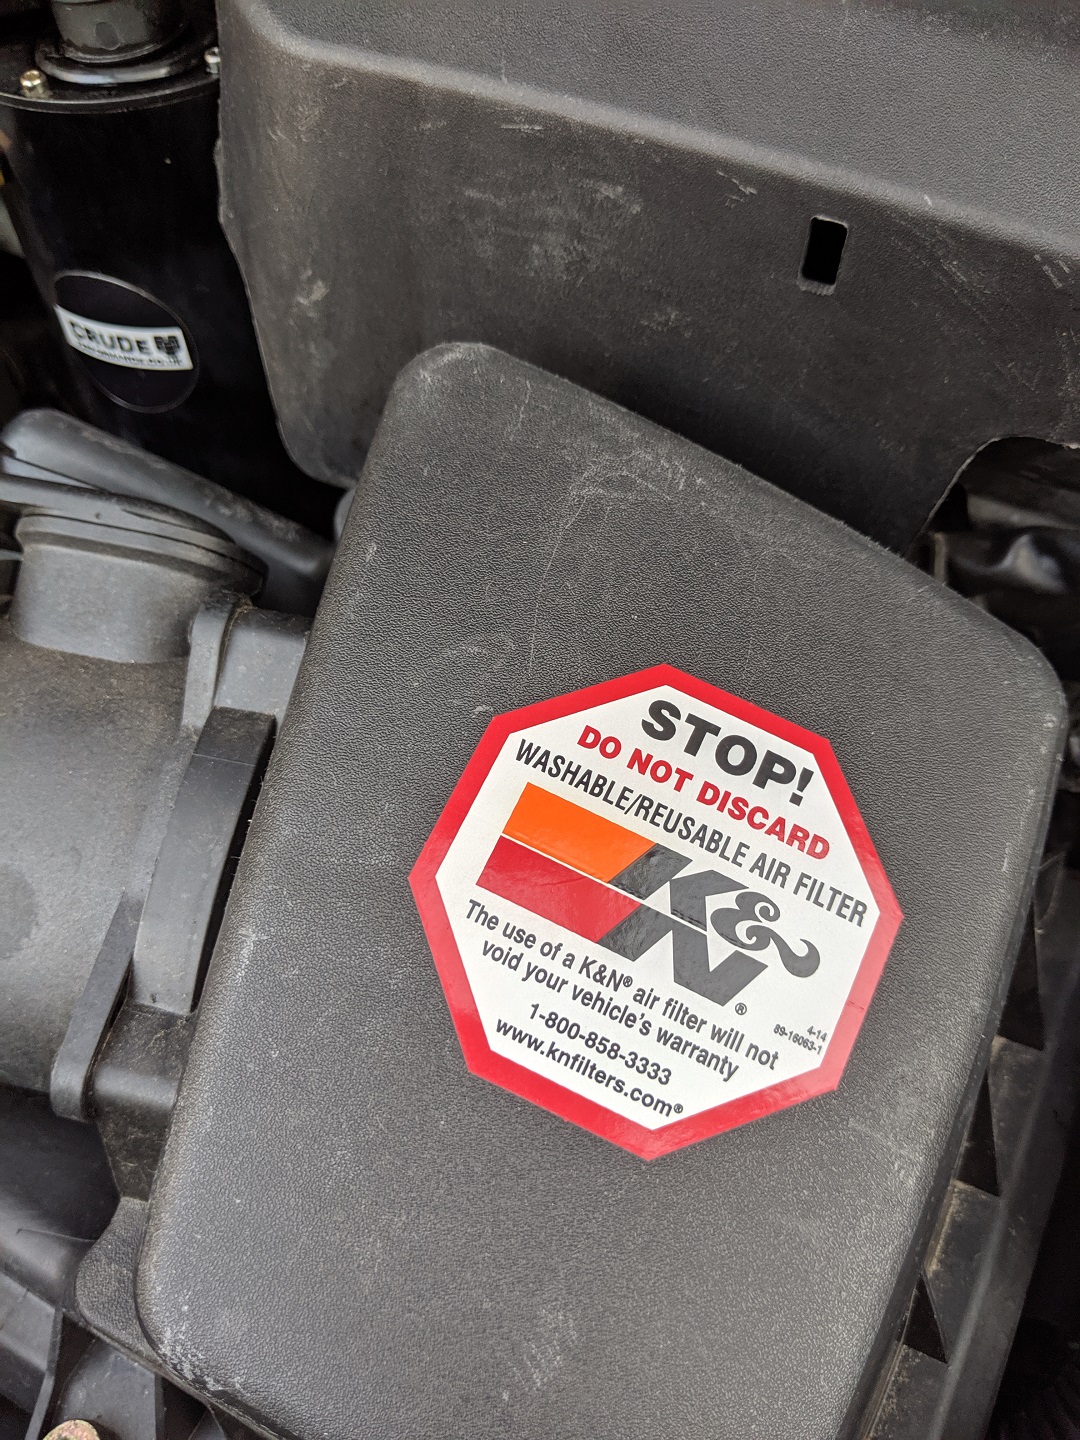 CRUDE
STOP!
DO NOT DISCARD
WASHABLE/REUSABLE AIR FILTER
K&N®
The use of a K&N® air filter will not
void your vehicle's warranty
1-800-858-3333
www.knfilters.com®
4-14
89-16063-1